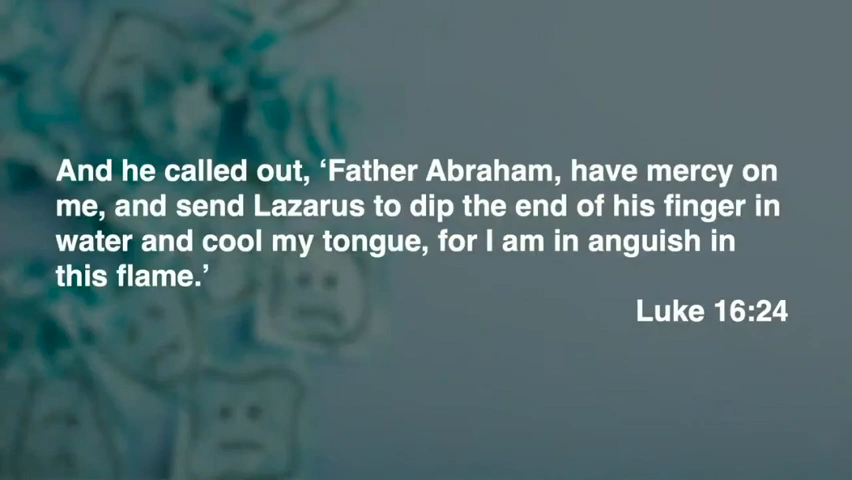 And he called out, ‘Father Abraham, have mercy on
me, and send Lazarus to dip the end of his finger in
water and cool my tongue, for I am in anguish in
this flame.’
Luke 16:24